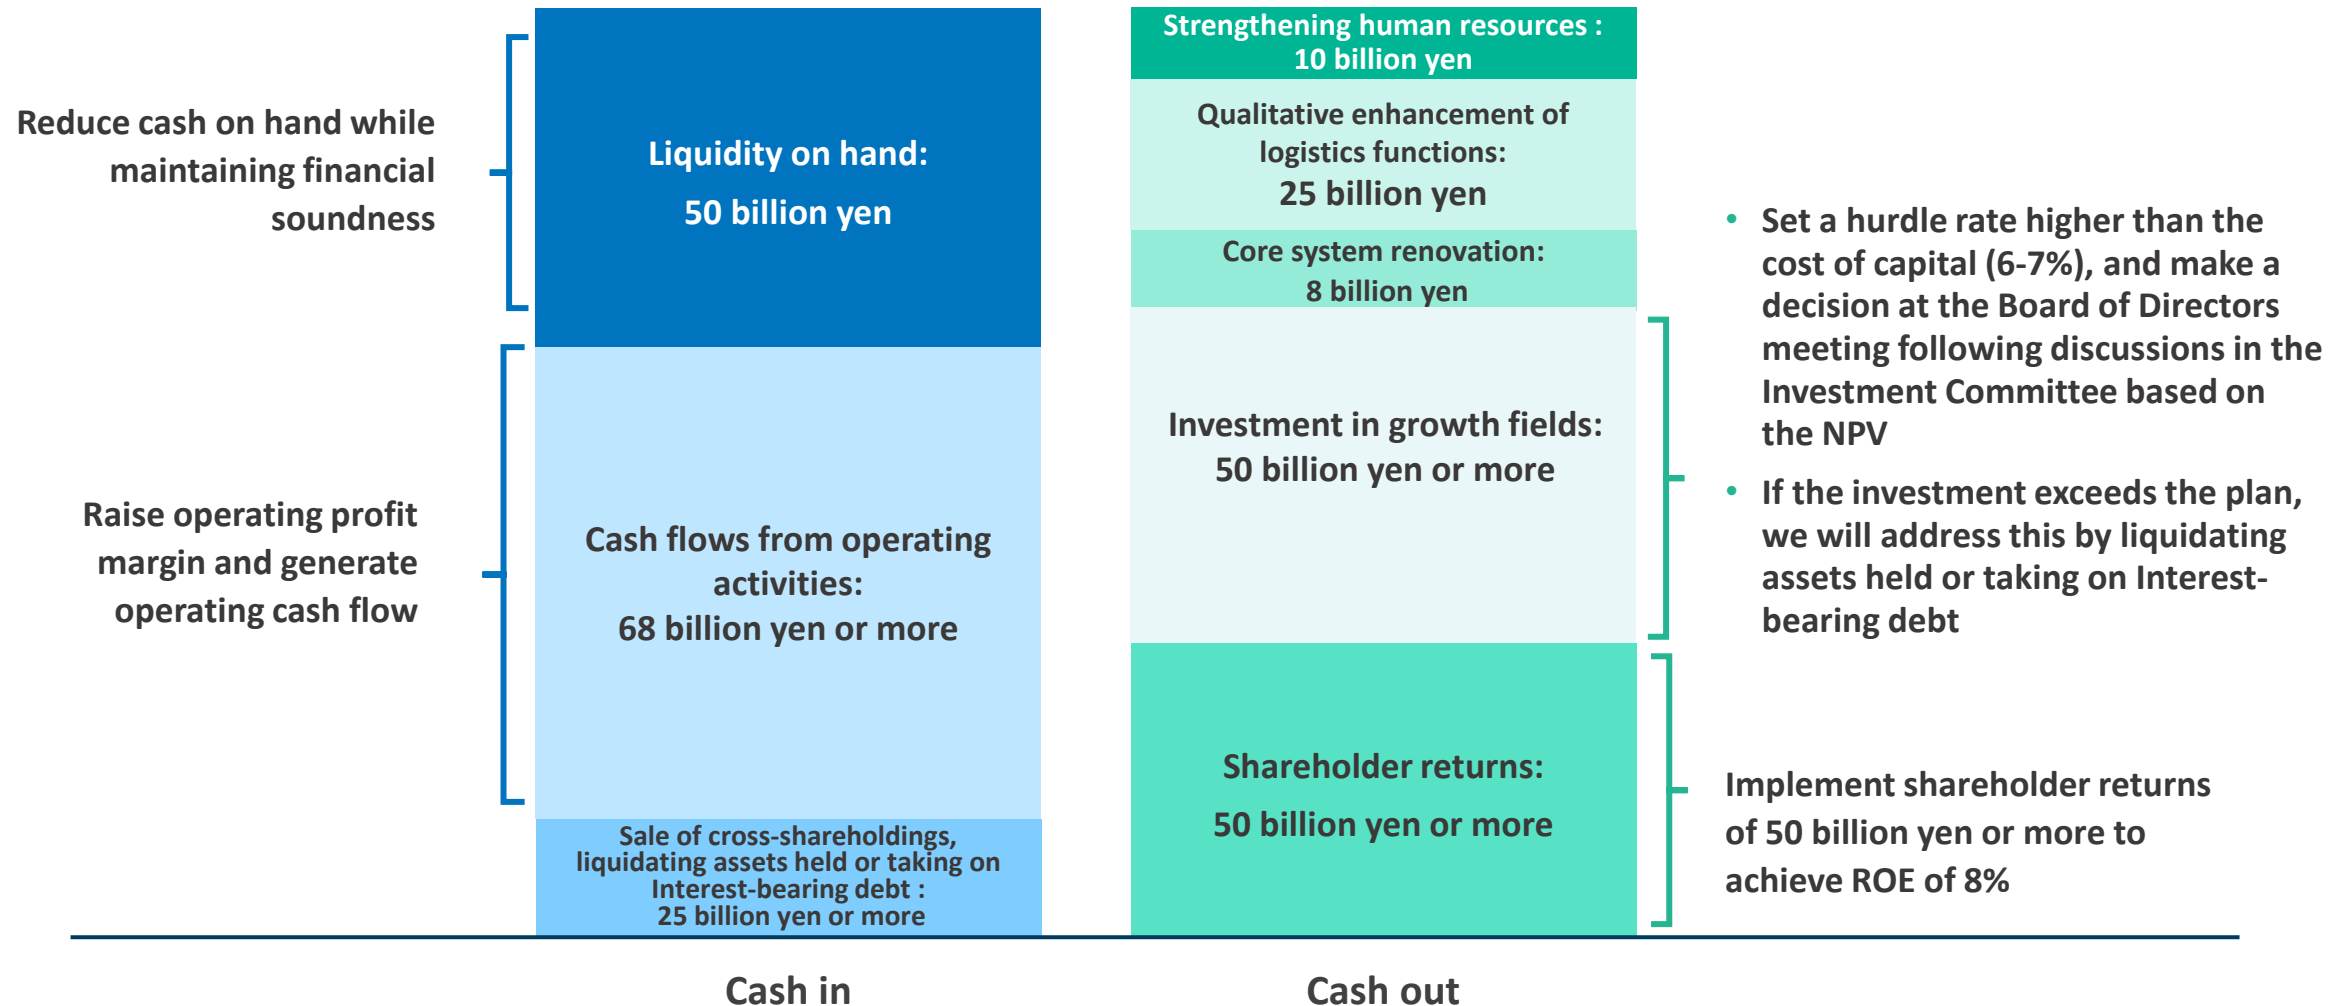 Reduce cash on hand while
maintaining financial
soundness
Raise operating profit
margin and generate
operating cash flow
Liquidity on hand:
50 billion yen
Cash flows from operating
activities:
68 billion yen or more
Sale of cross-shareholdings,
liquidating assets held or taking on
Interest-bearing debt :
25 billion yen or more
Cash in
Strengthening human resources :
10 billion yen
Qualitative enhancement of
logistics functions:
25 billion yen
Core system renovation:
8 billion yen
Investment in growth fields:
50 billion yen or more
Shareholder returns:
50 billion yen or more
Cash out
• Set a hurdle rate higher than the
cost of capital (6-7%), and make a
decision at the Board of Directors
meeting following discussions in the
Investment Committee based on
the NPV
• If the investment exceeds the plan,
we will address this by liquidating
assets held or taking on Interest-
bearing debt
Implement shareholder returns
of 50 billion yen or more to
achieve ROE of 8%